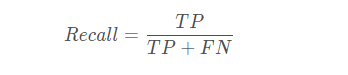 Recall = TP / TP + FN